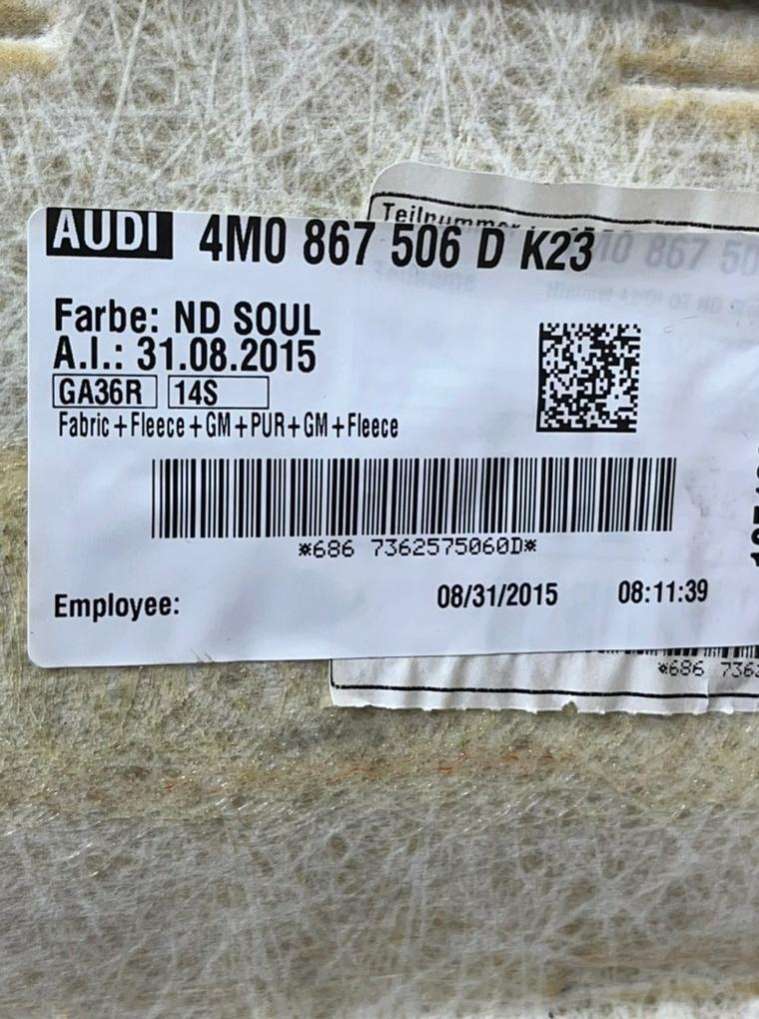 Teilnummer
AUDI 4M0 867 506 D K23
Farbe: ND SOUL
A.I.: 31.08.2015
GA36R 14S
Fabric+Fleece+GM+PUR+GM+Fleece
*686 7362575060D*
Employee: 08/31/2015 08:11:39
*686 736